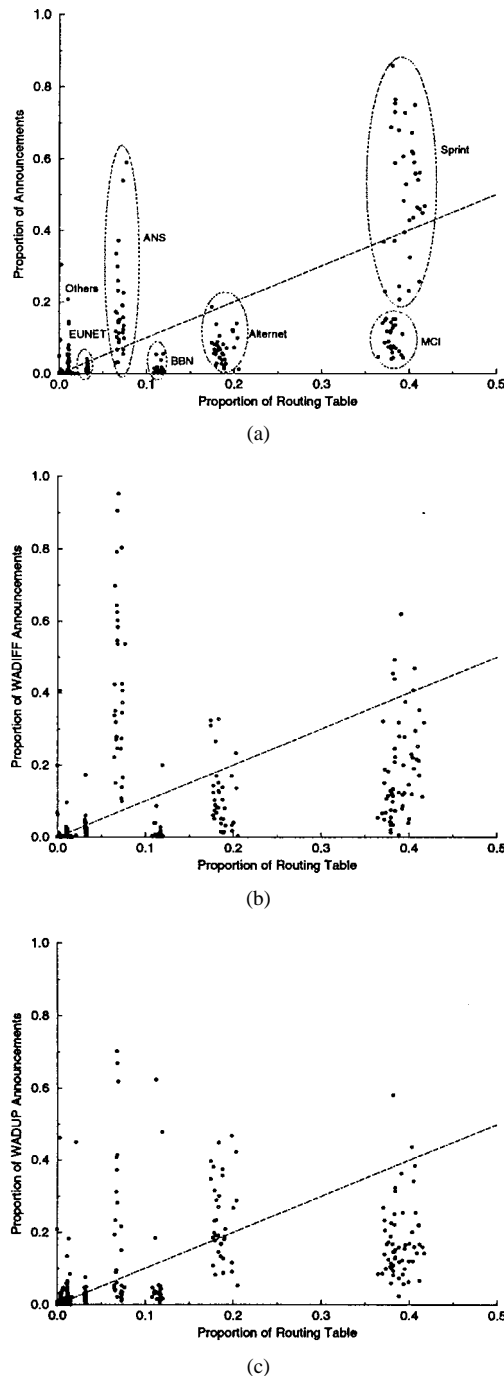 1.0
0.8
0.6
0.4
0.2
0.0
Proportion of Announcements
Sprint
ANS
Others
EUNET
BBN
Alternet
MCI
0.0 0.1 0.2 0.3 0.4 0.5
Proportion of Routing Table
(a)
1.0
0.8
0.6
0.4
0.2
0.0
Proportion of WADIFF Announcements
0.0 0.1 0.2 0.3 0.4 0.5
Proportion of Routing Table
(b)
1.0
0.8
0.6
0.4
0.2
0.0
Proportion of WADUP Announcements
0.0 0.1 0.2 0.3 0.4 0.5
Proportion of Routing Table
(c)